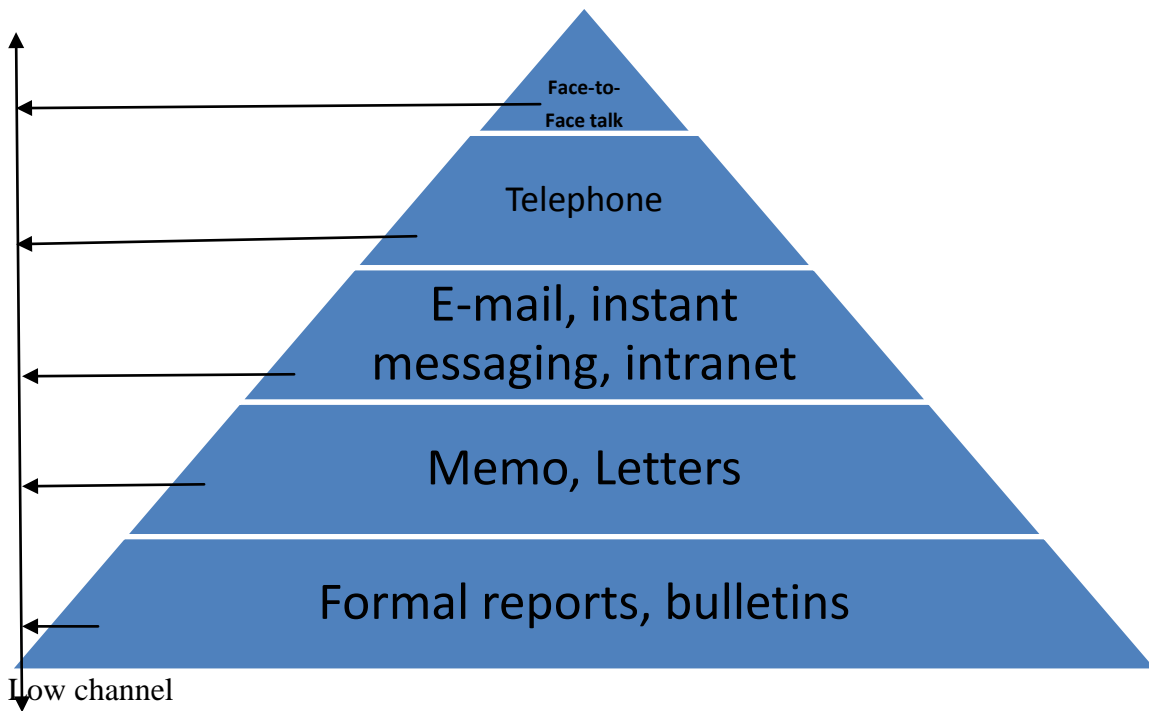 Face-to-
Face talk
Telephone
E-mail, instant
messaging, intranet
Memo, Letters
Formal reports, bulletins
Low channel